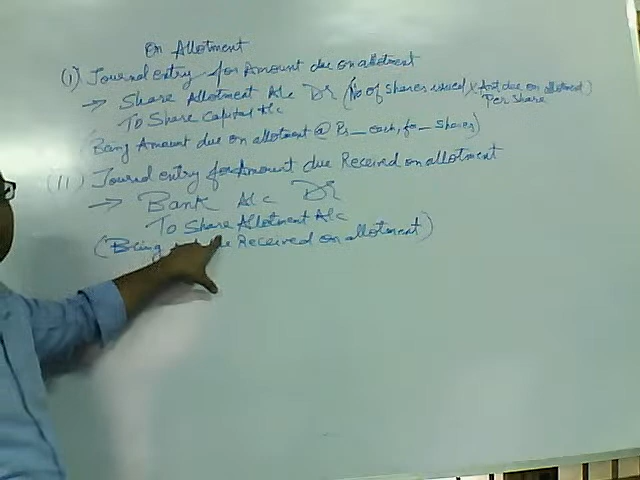 On Allotment
(i) Journal entry for Amount due on allotment
→ Share Allotment A/c Dr (No of shares issued X Amt due on allotment) Per share
To Share capital A/c
(Being Amount due on allotment @ Rs_ each, for _ shares)
(ii) Journal entry for Amount due Received on allotment
→ Bank A/c Dr
To Share Allotment A/c
(Being Received on allotment)